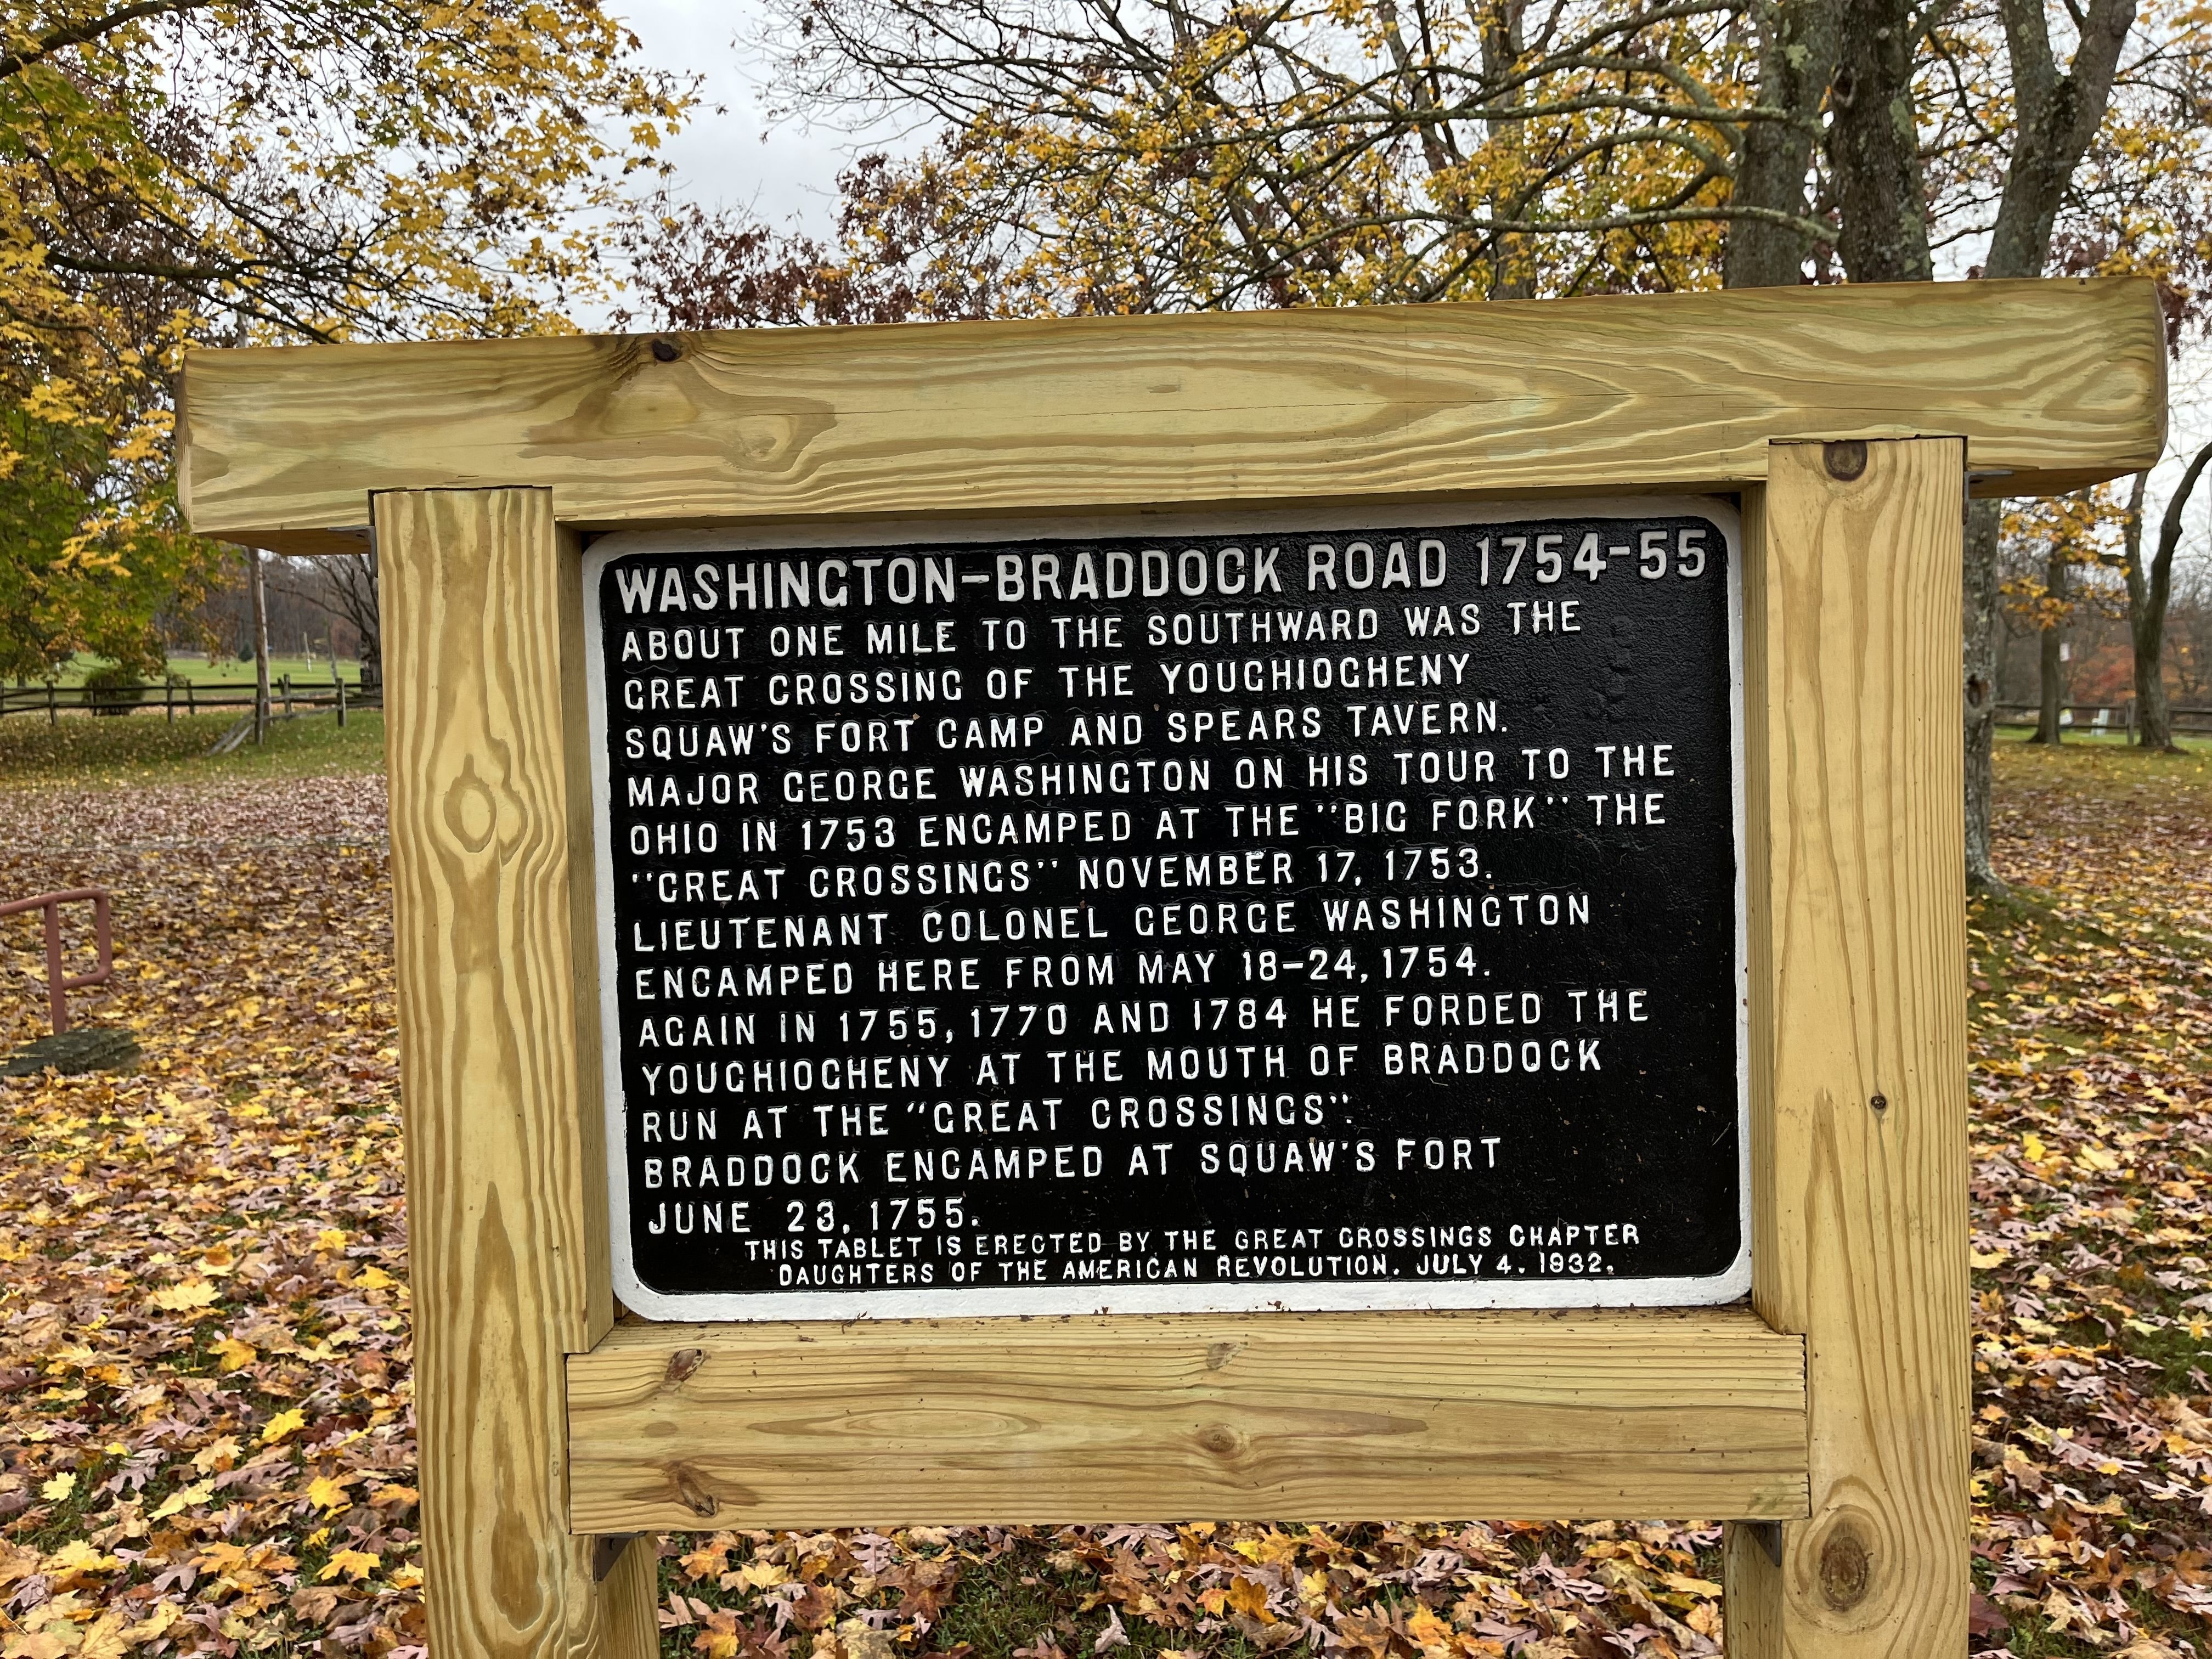 WASHINGTON-BRADDOCK ROAD 1754-55
ABOUT ONE MILE TO THE SOUTHWARD WAS THE
GREAT CROSSING OF THE YOUGHIOGHENY
SQUAW'S FORT CAMP AND SPEARS TAVERN.
MAJOR GEORGE WASHINGTON ON HIS TOUR TO THE
OHIO IN 1753 ENCAMPED AT THE "BIG FORK" THE
"GREAT CROSSINGS" NOVEMBER 17, 1753.
LIEUTENANT COLONEL GEORGE WASHINGTON
ENCAMPED HERE FROM MAY 18-24, 1754.
AGAIN IN 1755, 1770 AND 1784 HE FORDED THE
YOUGHIOGHENY AT THE MOUTH OF BRADDOCK
RUN AT THE "GREAT CROSSINGS".
BRADDOCK ENCAMPED AT SQUAW'S FORT
JUNE 23, 1755.
THIS TABLET IS ERECTED BY THE GREAT CROSSINGS CHAPTER
DAUGHTERS OF THE AMERICAN REVOLUTION. JULY 4. 1932.